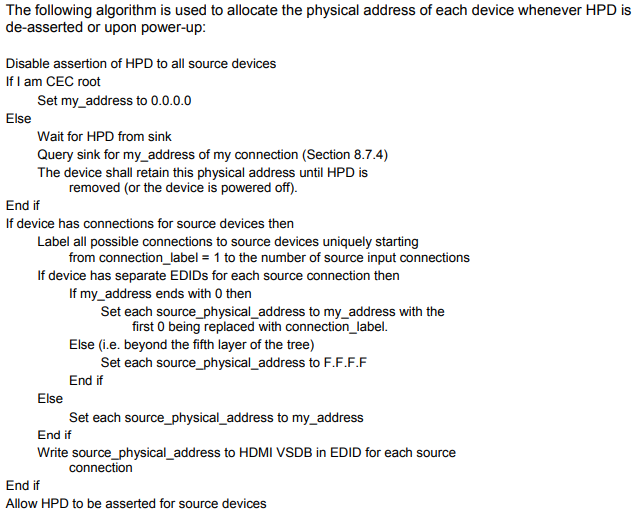 The following algorithm is used to allocate the physical address of each device whenever HPD is
de-asserted or upon power-up:
Disable assertion of HPD to all source devices
If I am CEC root
Set my_address to 0.0.0.0
Else
Wait for HPD from sink
Query sink for my_address of my connection (Section 8.7.4)
The device shall retain this physical address until HPD is
removed (or the device is powered off).
End if
If device has connections for source devices then
Label all possible connections to source devices uniquely starting
from connection_label = 1 to the number of source input connections
If device has separate EDIDs for each source connection then
If my_address ends with 0 then
Set each source_physical_address to my_address with the
first 0 being replaced with connection_label.
Else (i.e. beyond the fifth layer of the tree)
Set each source_physical_address to F.F.F.F
End if
Else
Set each source_physical_address to my_address
End if
Write source_physical_address to HDMI VSDB in EDID for each source
connection
End if
Allow HPD to be asserted for source devices